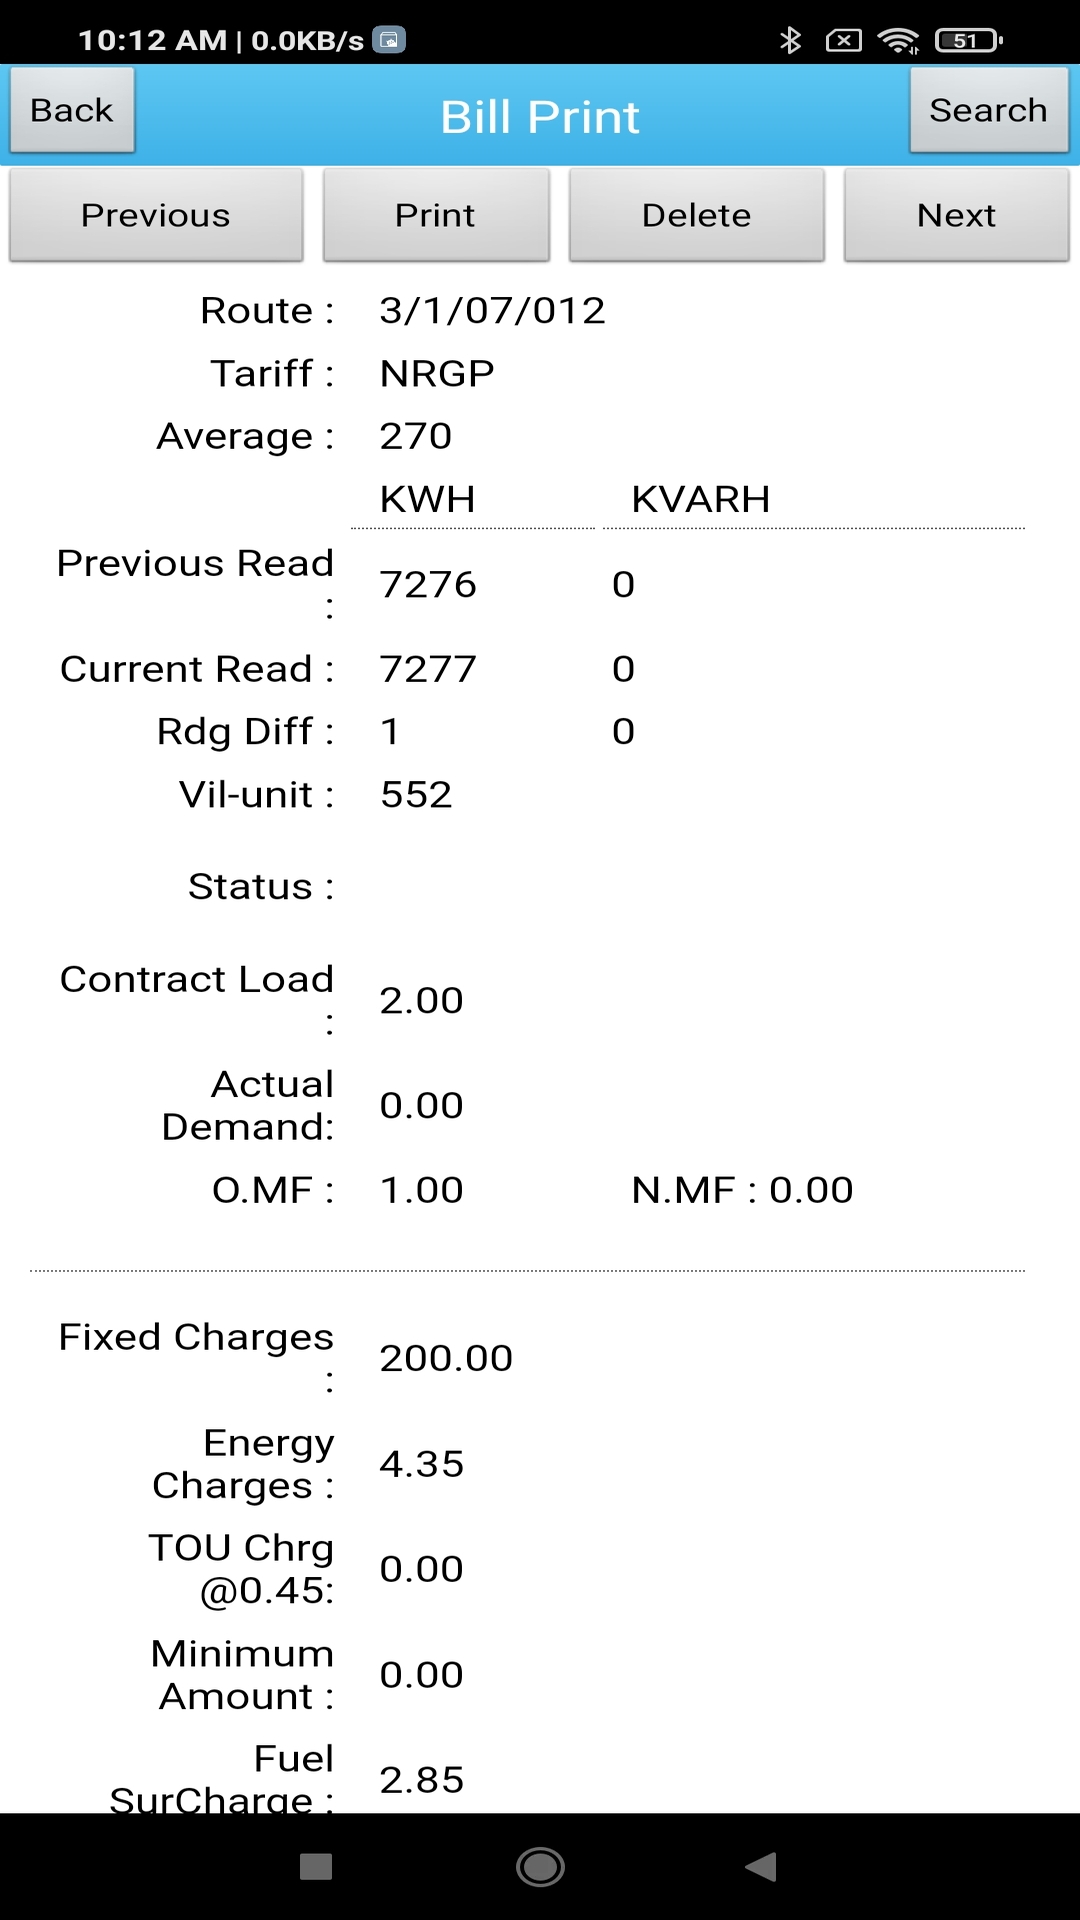 10:12 AM | 0.0KB/s 51
Back Bill Print Search
Previous Print Delete Next
Route : 3/1/07/012
Tariff : NRGP
Average : 270
KWH KVARH
Previous Read : 7276 0
Current Read : 7277 0
Rdg Diff : 1 0
Vil-unit : 552
Status :
Contract Load : 2.00
Actual Demand: 0.00
O.MF : 1.00 N.MF : 0.00
Fixed Charges : 200.00
Energy Charges : 4.35
TOU Chrg @0.45: 0.00
Minimum Amount : 0.00
Fuel SurCharge : 2.85